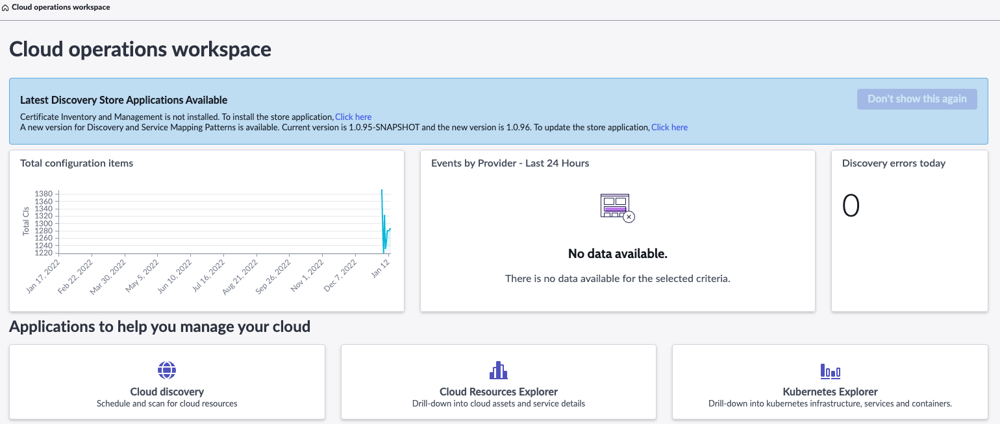 Cloud operations workspace
Cloud operations workspace
Latest Discovery Store Applications Available
Don't show this again
Certificate Inventory and Management is not installed. To install the store application, Click here
A new version for Discovery and Service Mapping Patterns is available. Current version is 1.0.95-SNAPSHOT and the new version is 1.0.96. To update the store application, Click here
Total configuration items
Total CIs
1380
1360
1340
1320
1300
1280
1260
1240
1220
Jan 17, 2022
Feb 22, 2022
Mar 30, 2022
May 5, 2022
Jun 10, 2022
Jul 16, 2022
Aug 21, 2022
Sep 26, 2022
Nov 1, 2022
Dec 7, 2022
Jan 12
Events by Provider - Last 24 Hours
No data available.
There is no data available for the selected criteria.
Discovery errors today
0
Applications to help you manage your cloud
Cloud discovery
Schedule and scan for cloud resources
Cloud Resources Explorer
Drill-down into cloud assets and service details
Kubernetes Explorer
Drill-down into kubernetes infrastructure, services and containers.